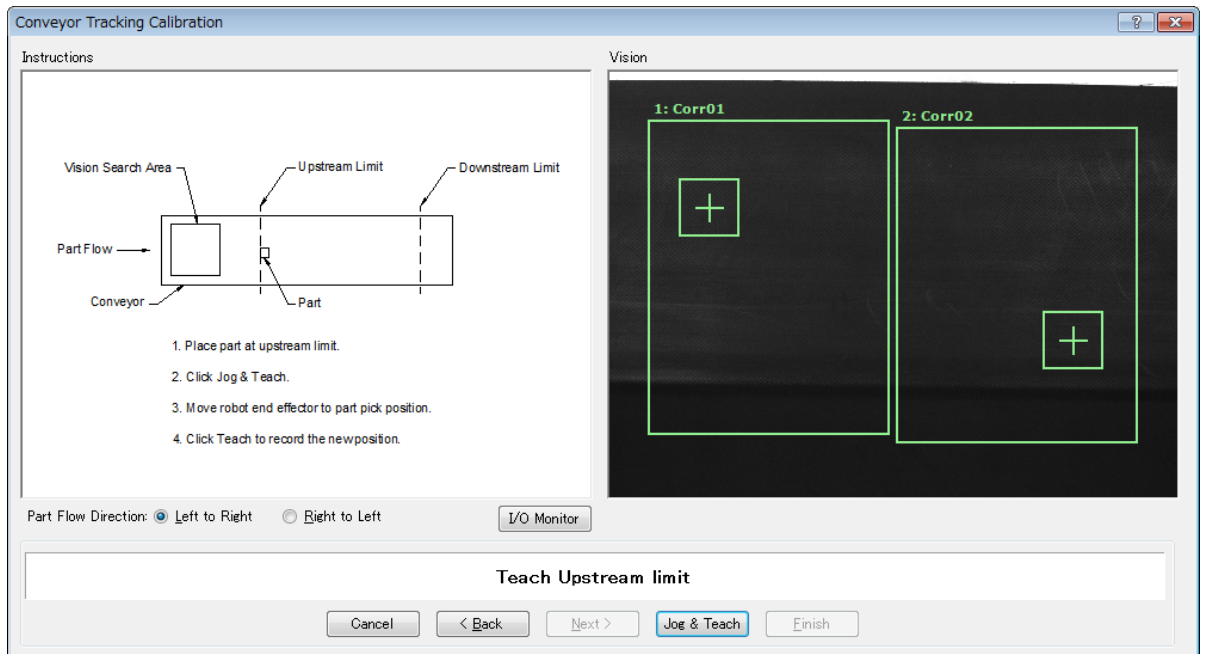 Conveyor Tracking Calibration
Instructions
Vision
1: Corr01
2: Corr02
Vision Search Area
Upstream Limit
Downstream Limit
Part Flow
Conveyor
Part
1. Place part at upstream limit.
2. Click Jog & Teach.
3. Move robot end effector to part pick position.
4. Click Teach to record the newposition.
Part Flow Direction: Left to Right Right to Left I/O Monitor
Teach Upstream limit
Cancel < Back Next > Jog & Teach Finish